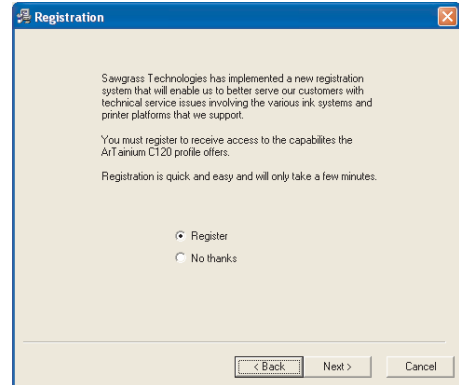 Registration
Sawgrass Technologies has implemented a new registration
system that will enable us to better serve our customers with
technical service issues involving the various ink systems and
printer platforms that we support.
You must register to receive access to the capabilites the
ArTainium C120 profile offers.
Registration is quick and easy and will only take a few minutes.
Register
No thanks
< Back Next > Cancel